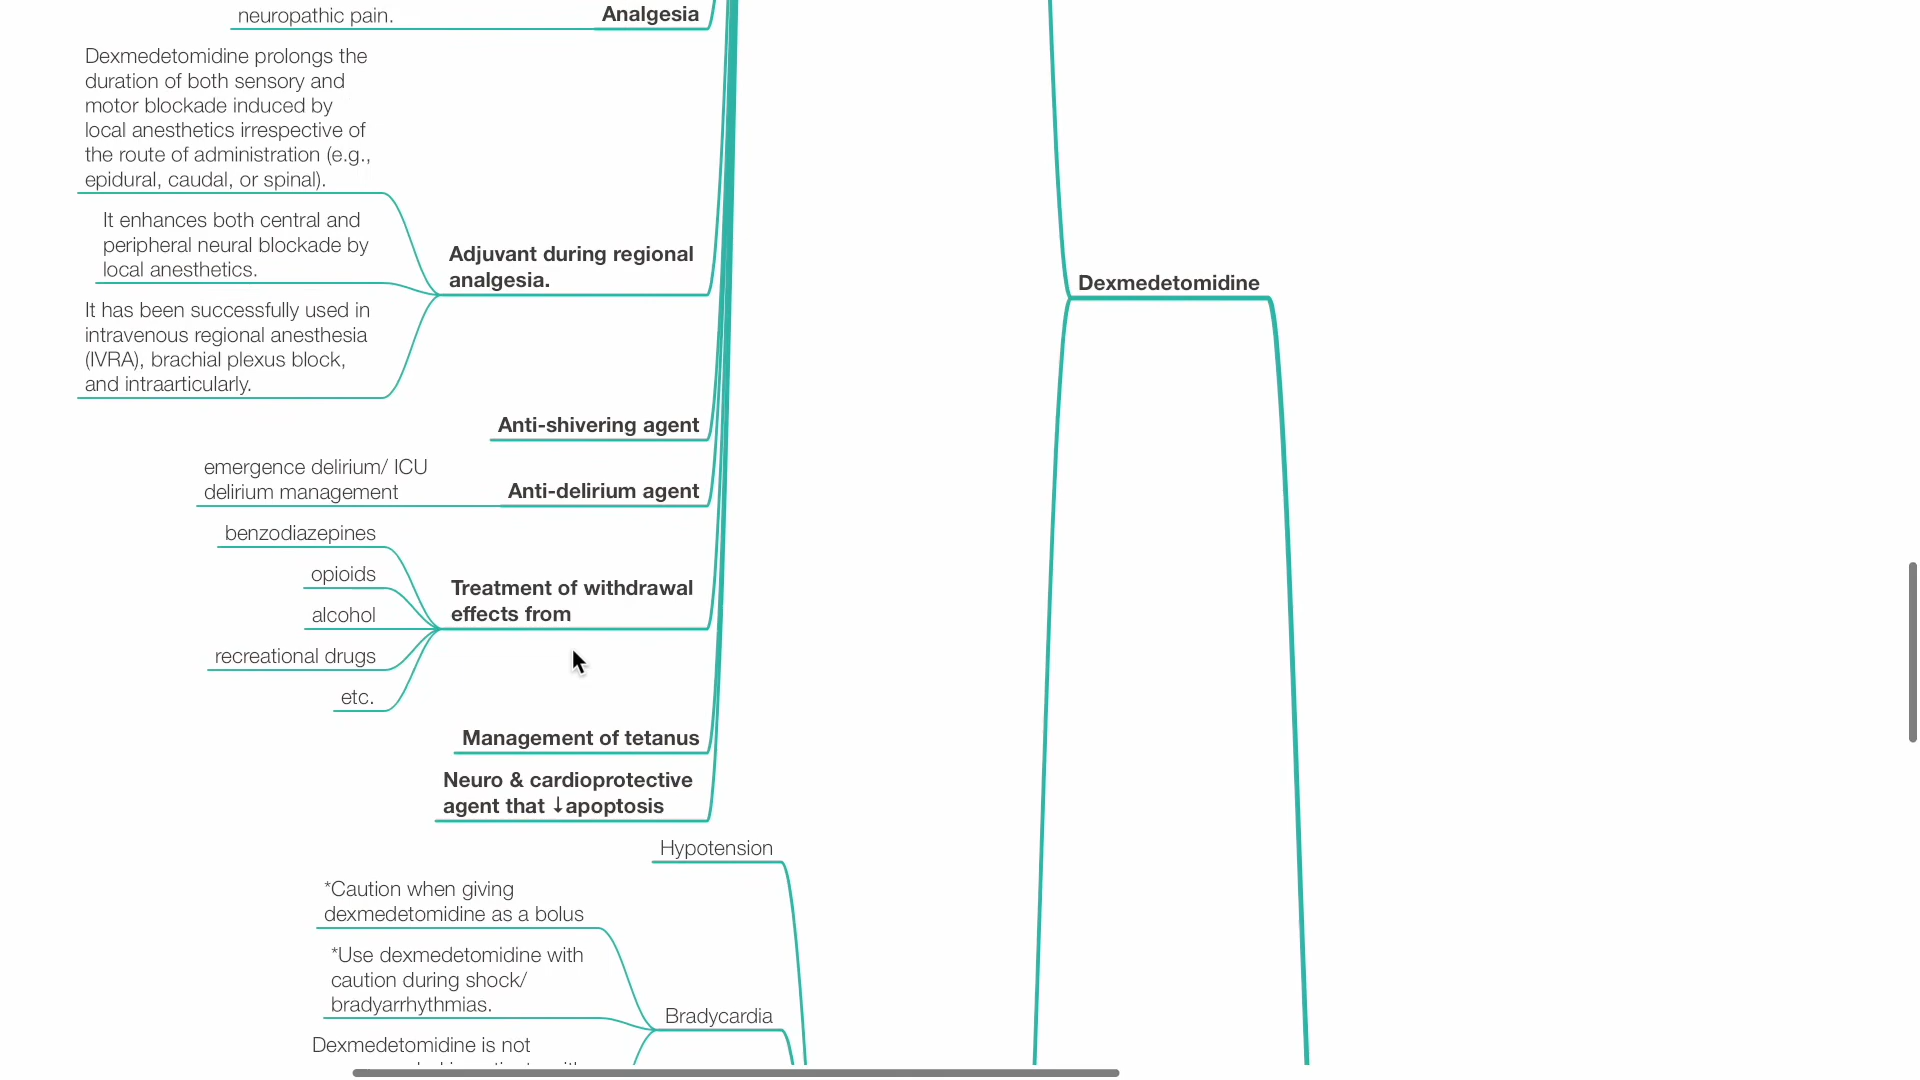 neuropathic pain.
Analgesia
Dexmedetomidine prolongs the
duration of both sensory and
motor blockade induced by
local anesthetics irrespective of
the route of administration (e.g.,
epidural, caudal, or spinal).
It enhances both central and
peripheral neural blockade by
local anesthetics.
It has been successfully used in
intravenous regional anesthesia
(IVRA), brachial plexus block,
and intraarticularly.
Adjuvant during regional
analgesia.
Dexmedetomidine
Anti-shivering agent
emergence delirium/ ICU
delirium management
Anti-delirium agent
benzodiazepines
opioids
alcohol
recreational drugs
etc.
Treatment of withdrawal
effects from
Management of tetanus
Neuro & cardioprotective
agent that ↓apoptosis
Hypotension
*Caution when giving
dexmedetomidine as a bolus
*Use dexmedetomidine with
caution during shock/
bradyarrhythmias.
Bradycardia
Dexmedetomidine is not